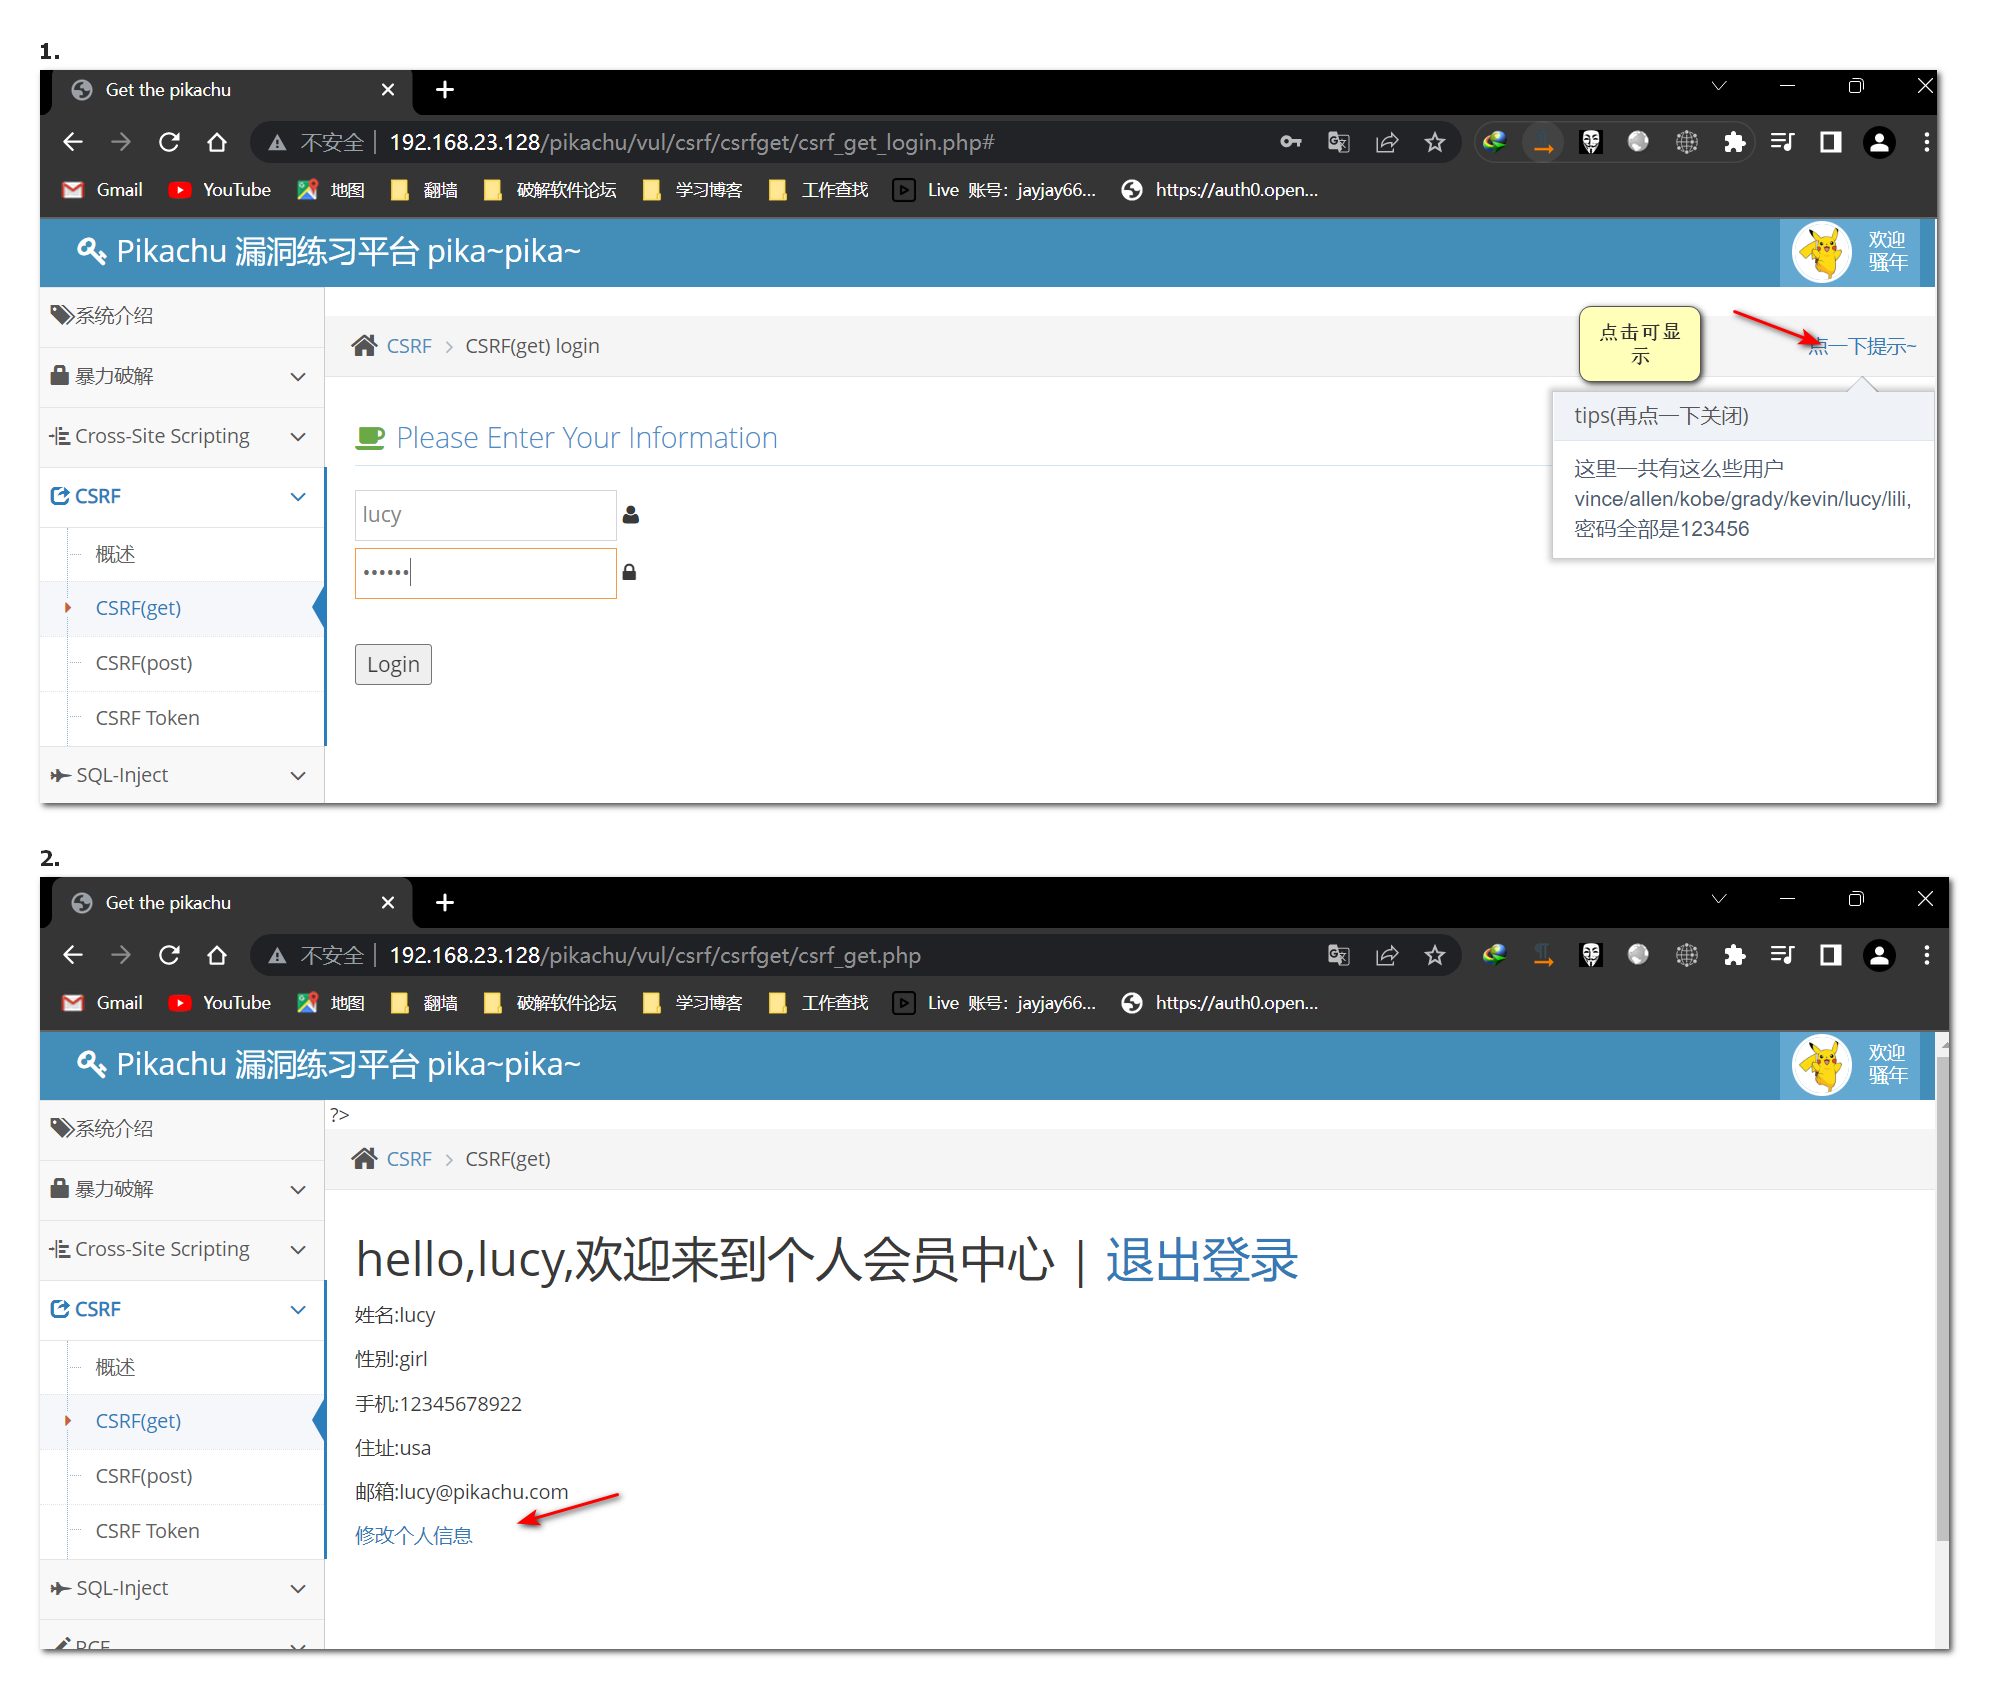 1.
Get the pikachu
不安全 | 192.168.23.128/pikachu/vul/csrf/csrfget/csrf_get_login.php#
Gmail YouTube 地图 翻墙 破解软件论坛 学习博客 工作查找 Live 账号：jayjay66... https://auth0.open...
Pikachu 漏洞练习平台 pika~pika~
欢迎
骚年
系统介绍
暴力破解
Cross-Site Scripting
CSRF
概述
CSRF(get)
CSRF(post)
CSRF Token
SQL-Inject
CSRF > CSRF(get) login
点击可显
示
点一下提示~
tips(再点一下关闭)
这里一共有这么些用户
vince/allen/kobe/grady/kevin/lucy/lili,
密码全部是123456
Please Enter Your Information
lucy
••••••
Login
2.
Get the pikachu
不安全 | 192.168.23.128/pikachu/vul/csrf/csrfget/csrf_get.php
Gmail YouTube 地图 翻墙 破解软件论坛 学习博客 工作查找 Live 账号：jayjay66... https://auth0.open...
Pikachu 漏洞练习平台 pika~pika~
欢迎
骚年
系统介绍
暴力破解
Cross-Site Scripting
CSRF
概述
CSRF(get)
CSRF(post)
CSRF Token
SQL-Inject
RCE
?>
CSRF > CSRF(get)
hello,lucy,欢迎来到个人会员中心 | 退出登录
姓名:lucy
性别:girl
手机:12345678922
住址:usa
邮箱:lucy@pikachu.com
修改个人信息